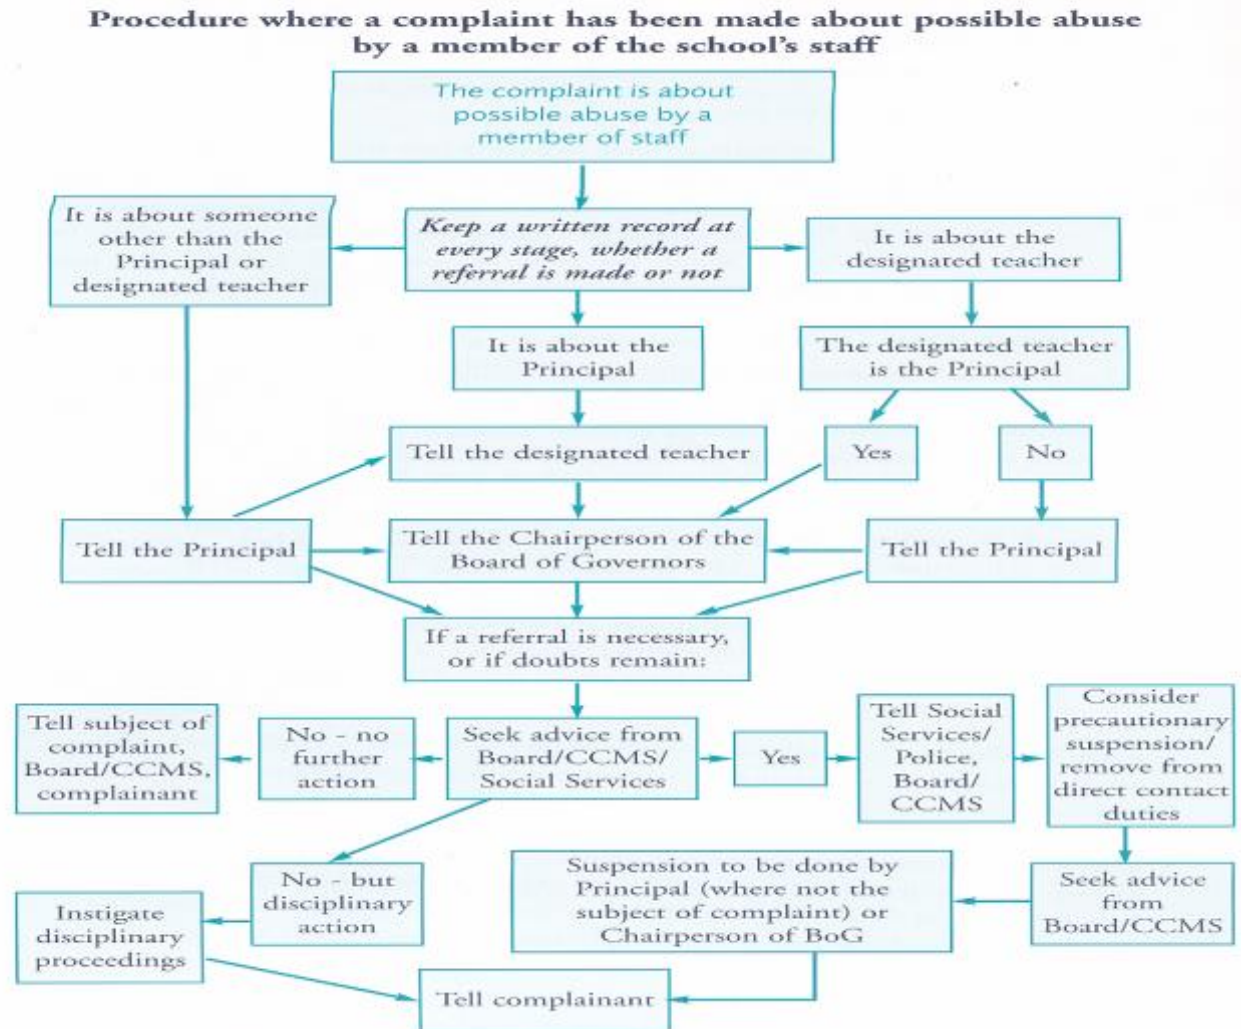 Procedure where a complaint has been made about possible abuse
by a member of the school's staff
The complaint is about
possible abuse by a
member of staff
It is about someone
other than the
Principal or
designated teacher
Keep a written record at
every stage, whether a
referral is made or not
It is about the
designated teacher
It is about the
Principal
The designated teacher
is the Principal
Tell the designated teacher
Yes
No
Tell the Principal
Tell the Chairperson of the
Board of Governors
Tell the Principal
If a referral is necessary,
or if doubts remain:
Tell subject of
complaint,
Board/CCMS,
complainant
No - no
further
action
Seek advice from
Board/CCMS/
Social Services
Yes
Tell Social
Services/
Police,
Board/
CCMS
Consider
precautionary
suspension/
remove from
direct contact
duties
Instigate
disciplinary
proceedings
No - but
disciplinary
action
Suspension to be done by
Principal (where not the
subject of complaint) or
Chairperson of BoG
Seek advice
from
Board/CCMS
Tell complainant